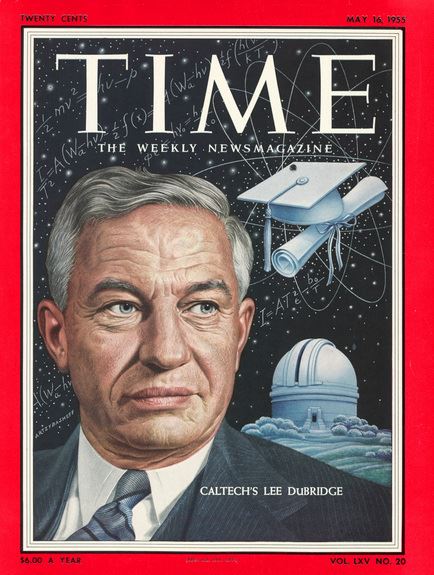 TWENTY CENTS
MAY 16, 1955
TIME
THE WEEKLY NEWSMAGAZINE
ARTZYBASHEFF
CALTECH'S LEE DuBRIDGE
$6.00 A YEAR
VOL. LXV NO. 20